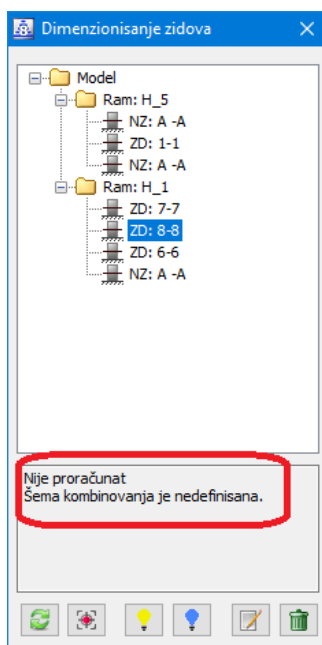 Dimenzionisanje zidova
Model
Ram: H_5
NZ: A -A
ZD: 1-1
NZ: A -A
Ram: H_1
ZD: 7-7
ZD: 8-8
ZD: 6-6
NZ: A -A
Nije proračunat
Šema kombinovanja je nedefinisana.